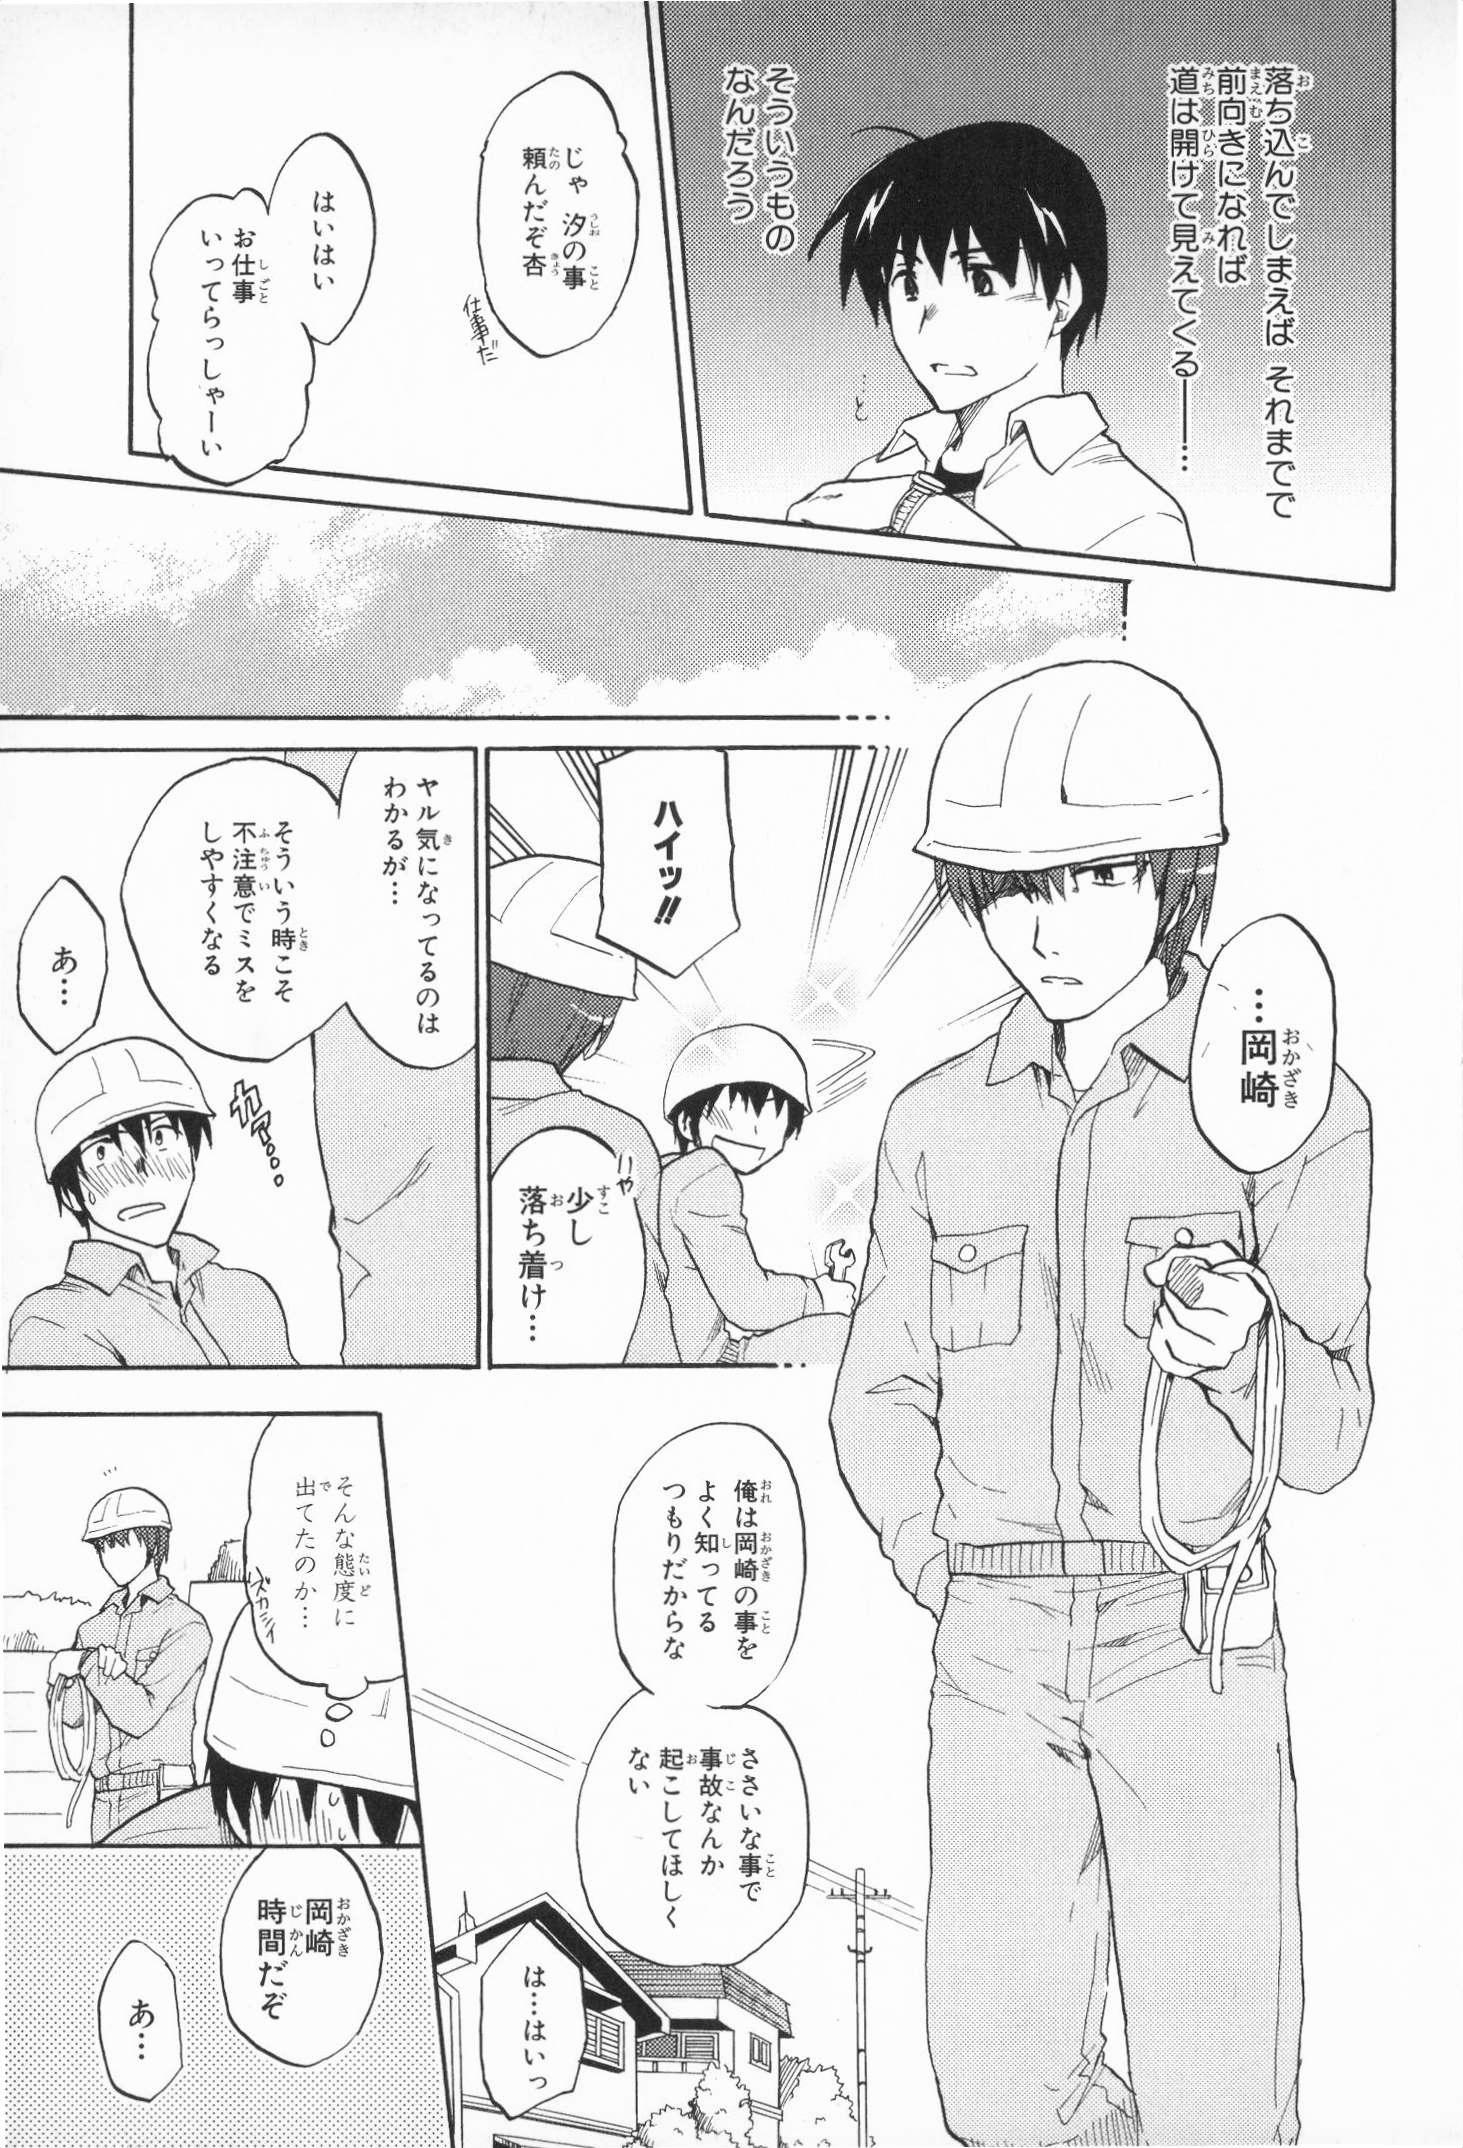 落ち込んでしまえば それまでで
前向きになれば
道は開けて見えてくる――…
そういうもの
なんだろう
…と
じゃ 汐の事
頼んだぞ杏
仕事だ
はいはい
お仕事
いってらっしゃーい
…岡崎
ハイッ!!
いや
少し
落ち着け…
ヤル気になってるのは
わかるが…
そういう時こそ
不注意でミスを
しやすくなる
カァ…
あ…
俺は岡崎の事を
よく知ってる
つもりだからな
ささいな事で
事故なんか
起こしてほしく
ない
は…はいっ
そんな態度に
出てたのか…
岡崎
時間だぞ
あ…